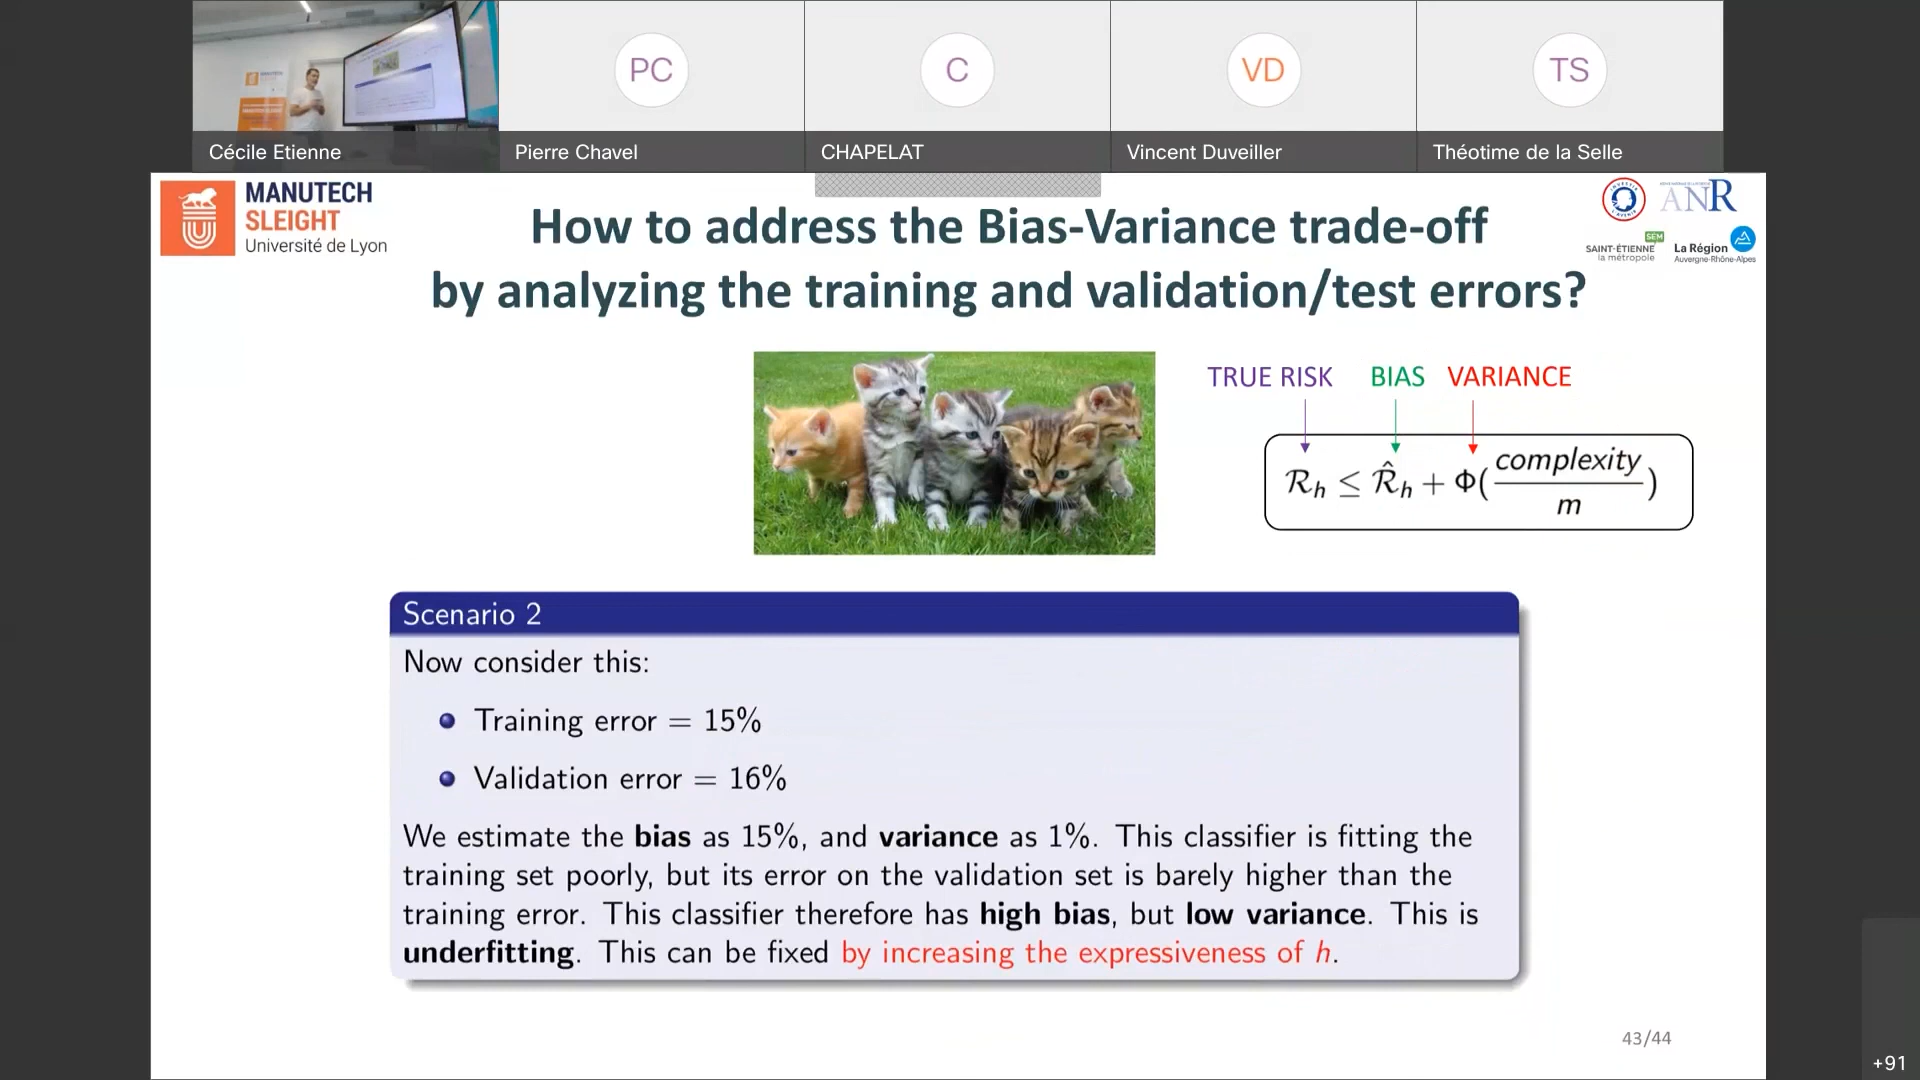 PC
C
VD
TS
Cécile Etienne
Pierre Chavel
CHAPELAT
Vincent Duveiller
Théotime de la Selle
MANUTECH
SLEIGHT
Université de Lyon
ANR
SAINT-ÉTIENNE
la métropole
SEM
La Région
Auvergne-Rhône-Alpes
How to address the Bias-Variance trade-off
by analyzing the training and validation/test errors?
TRUE RISK BIAS VARIANCE
ℛh ≤ ℛ̂h + Φ(complexity/m)
Scenario 2
Now consider this:
Training error = 15%
Validation error = 16%
We estimate the bias as 15%, and variance as 1%. This classifier is fitting the
training set poorly, but its error on the validation set is barely higher than the
training error. This classifier therefore has high bias, but low variance. This is
underfitting. This can be fixed by increasing the expressiveness of h.
43/44
+91